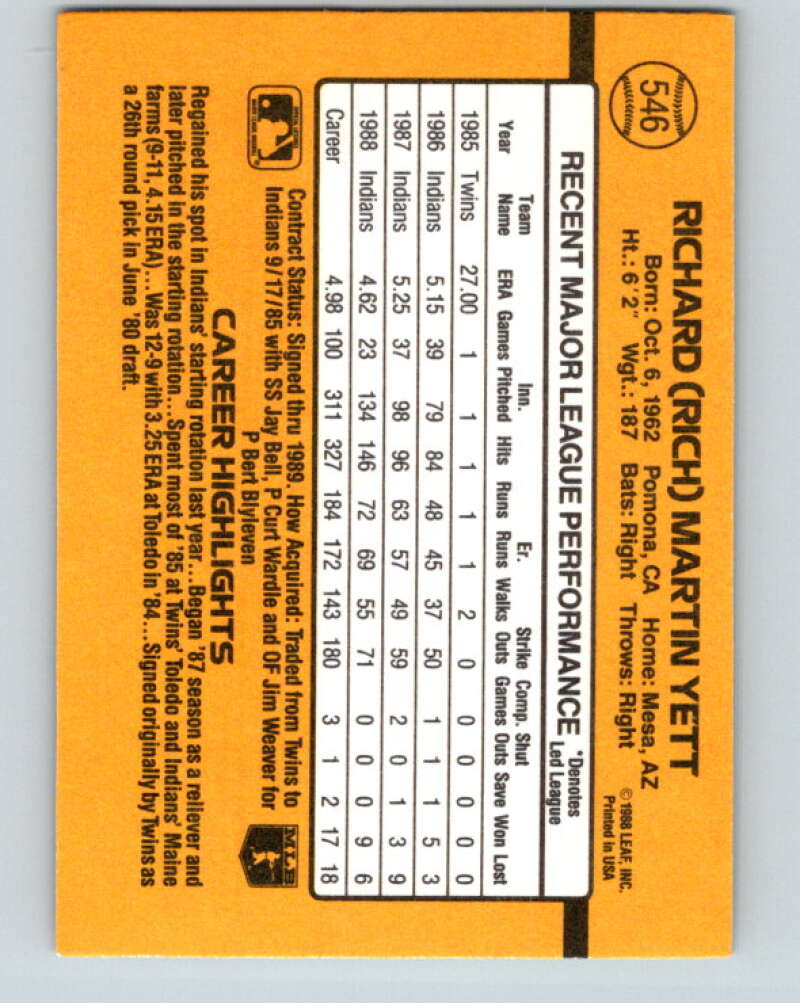 546
RICHARD (RICH) MARTIN YETT
Born: Oct. 6, 1962 Pomona, CA Home: Mesa, AZ
Ht.: 6'2" Wgt.: 187 Bats: Right Throws: Right
©1988 LEAF, INC.
Printed in USA
RECENT MAJOR LEAGUE PERFORMANCE
*Denotes
Led League
Inn. Er. Strike Comp. Shut
Year Team Name ERA Games Pitched Hits Runs Runs Walks Outs Games Outs Save Won Lost
1985 Twins 27.00 1 1 1 1 1 2 0 0 0 0 0 0
1986 Indians 5.15 39 79 84 48 45 37 50 1 1 1 5 3
1987 Indians 5.25 37 98 96 63 57 49 59 2 0 1 3 9
1988 Indians 4.62 23 134 146 72 69 55 71 0 0 0 9 6
Career 4.98 100 311 327 184 172 143 180 3 1 2 17 18
Contract Status: Signed thru 1989. How Acquired: Traded from Twins to
Indians 9/17/85 with SS Jay Bell, P Curt Wardle and OF Jim Weaver for
P Bert Blyleven
MLB
CAREER HIGHLIGHTS
Regained his spot in Indians' starting rotation last year...Began '87 season as a reliever and
later pitched in the starting rotation...Spent most of '85 at Twins' Toledo and Indians' Maine
farms (9-11, 4.15 ERA)...Was 12-9 with 3.25 ERA at Toledo in '84...Signed originally by Twins as
a 26th round pick in June '80 draft.